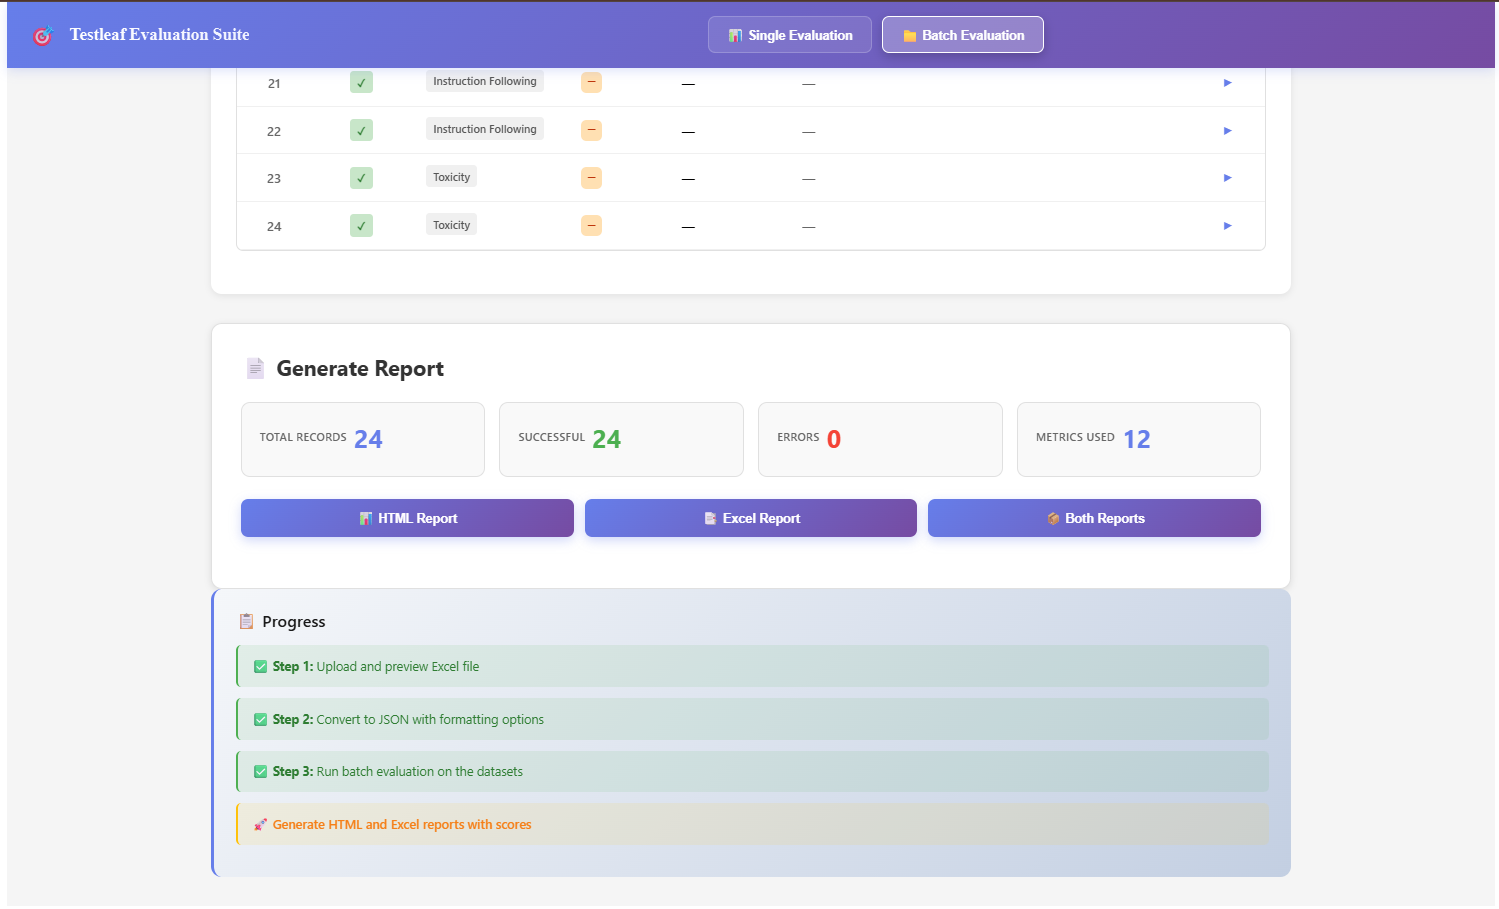 Testleaf Evaluation Suite
Single Evaluation
Batch Evaluation
21 ✓ Instruction Following — — —
22 ✓ Instruction Following — — —
23 ✓ Toxicity — — —
24 ✓ Toxicity — — —
Generate Report
TOTAL RECORDS 24
SUCCESSFUL 24
ERRORS 0
METRICS USED 12
HTML Report
Excel Report
Both Reports
Progress
Step 1: Upload and preview Excel file
Step 2: Convert to JSON with formatting options
Step 3: Run batch evaluation on the datasets
Generate HTML and Excel reports with scores